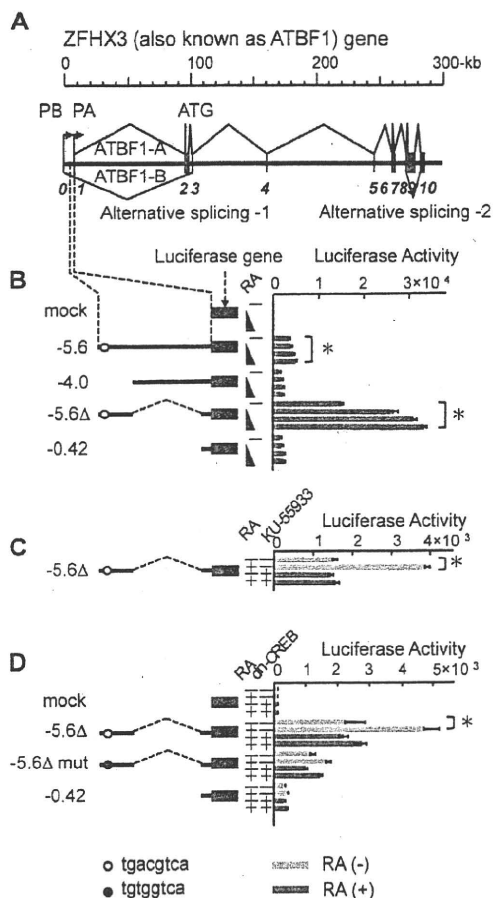 A
ZFHX3 (also known as ATBF1) gene
0 100 200 300-kb
PB PA ATG
ATBF1-A
ATBF1-B
0 1 2 3 4 5 6 7 8 9 10
Alternative splicing -1 Alternative splicing -2
B
Luciferase gene RA Luciferase Activity
0 1 2 3×10⁴
mock
-5.6 *
-4.0
-5.6Δ *
-0.42
C
RA KU-55933 Luciferase Activity
0 1 2 3 4×10³
-5.6Δ *
D
RA dn-CREB Luciferase Activity
0 1 2 3 4 5×10³
mock
-5.6Δ *
-5.6Δ mut
-0.42
tgacgtca RA (-)
tgtggtca RA (+)